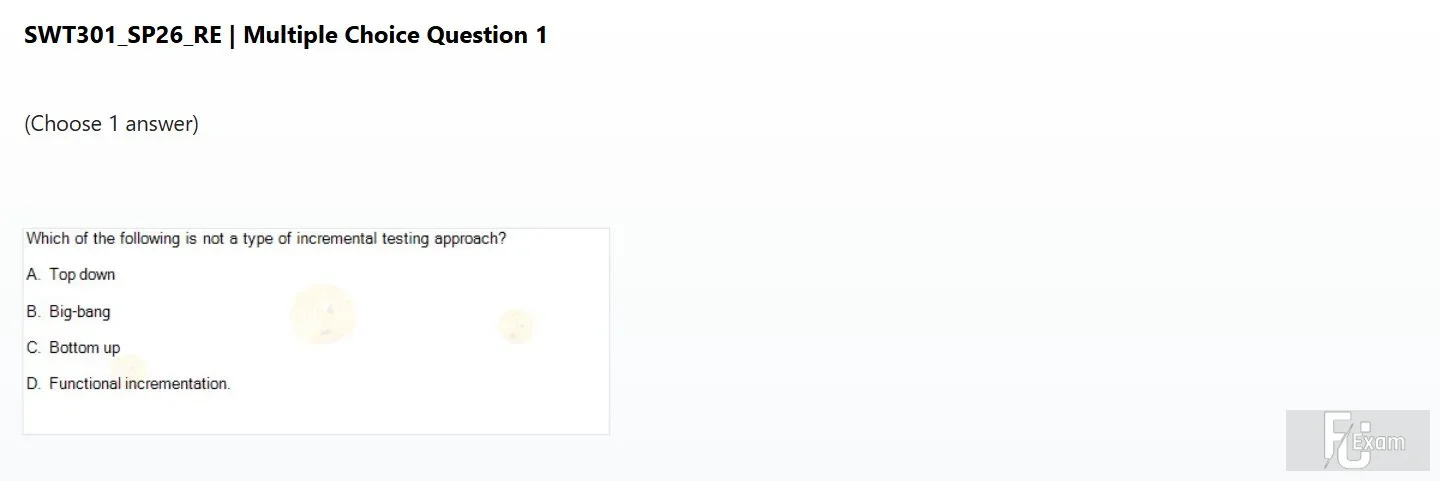 SWT301_SP26_RE | Multiple Choice Question 1
(Choose 1 answer)
Which of the following is not a type of incremental testing approach?
A. Top down
B. Big-bang
C. Bottom up
D. Functional incrementation.
FU Exam